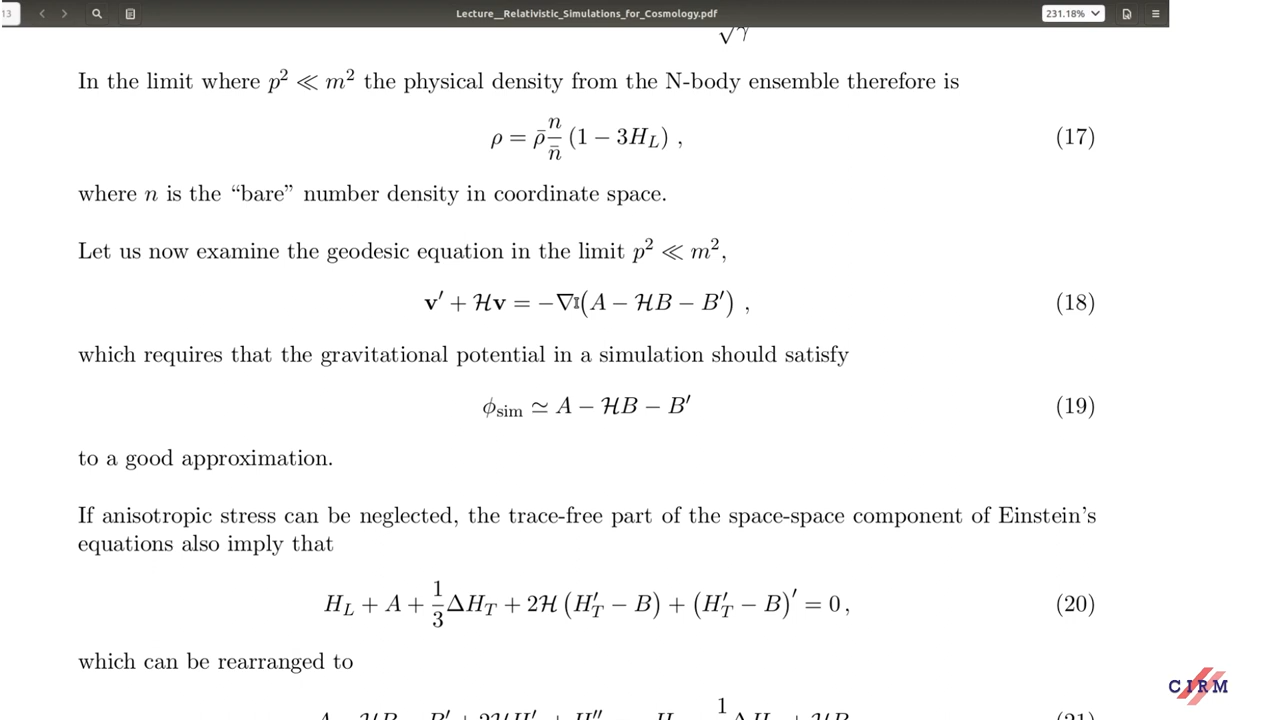 13
Lecture__Relativistic_Simulations_for_Cosmology.pdf
231.18%
√γ
In the limit where p² ≪ m² the physical density from the N-body ensemble therefore is
ρ = ρ̄ n/n̄ (1 − 3H_L) , (17)
where n is the “bare” number density in coordinate space.
Let us now examine the geodesic equation in the limit p² ≪ m²,
v′ + ℋv = −∇(A − ℋB − B′) , (18)
which requires that the gravitational potential in a simulation should satisfy
ϕ_sim ≃ A − ℋB − B′ (19)
to a good approximation.
If anisotropic stress can be neglected, the trace-free part of the space-space component of Einstein’s
equations also imply that
H_L + A + 1/3 ΔH_T + 2ℋ (H′_T − B) + (H′_T − B)′ = 0 , (20)
which can be rearranged to
CIRM